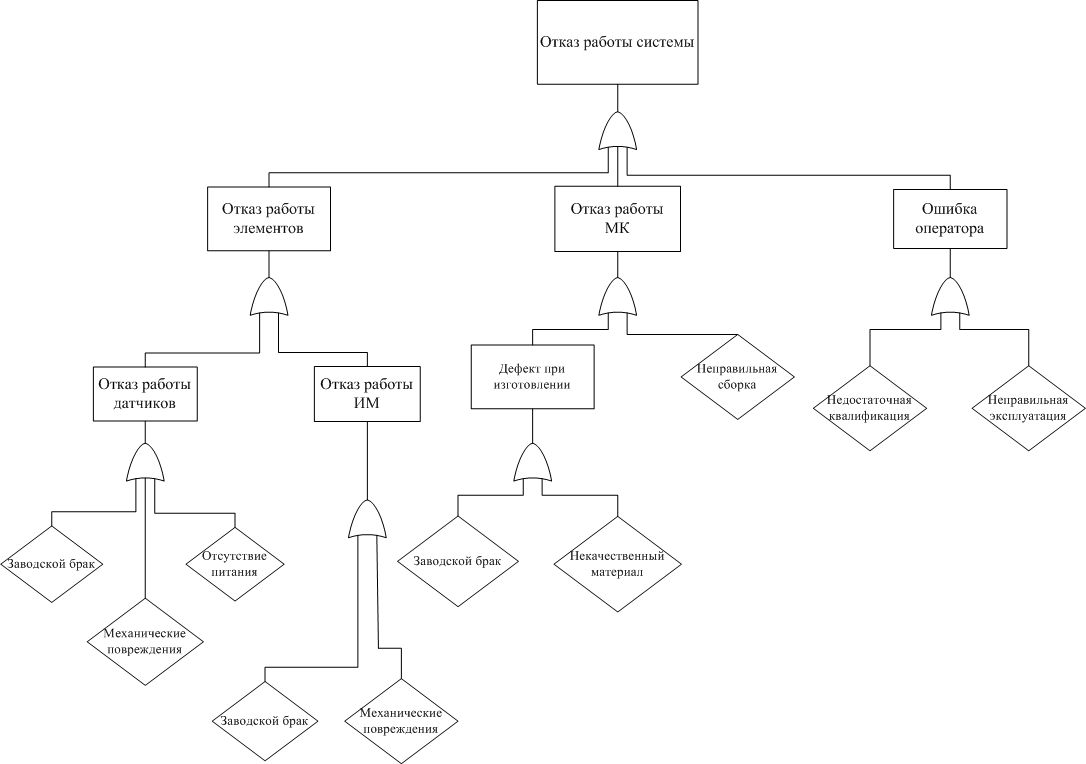 Отказ работы системы
Отказ работы
элементов
Отказ работы
МК
Ошибка
оператора
Отказ работы
датчиков
Отказ работы
ИМ
Дефект при
изготовлении
Неправильная
сборка
Недостаточная
квалификация
Неправильная
эксплуатация
Заводской брак
Отсутствие
питания
Заводской брак
Некачественный
материал
Механические
повреждения
Заводской брак
Механические
повреждения